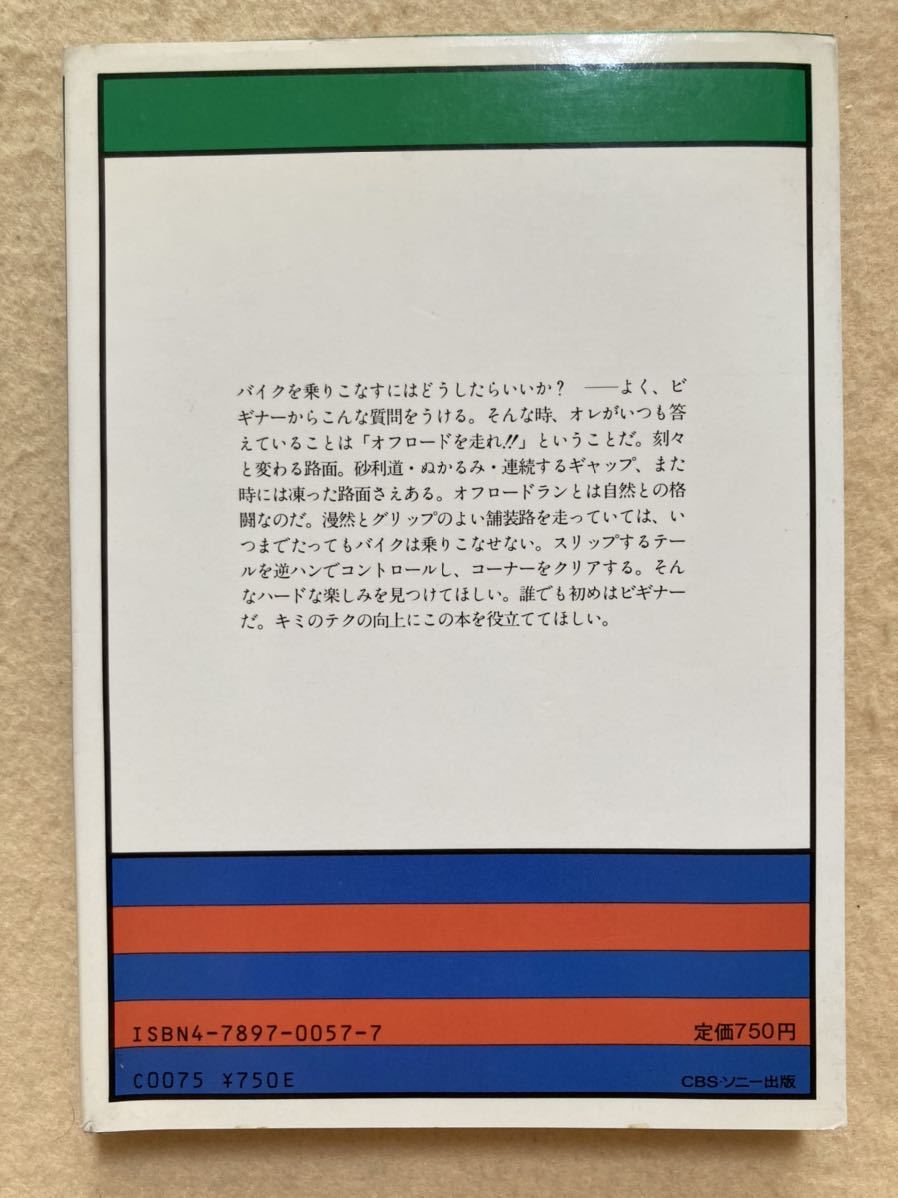 バイクを乗りこなすにはどうしたらいいか？　――よく、ビ
ギナーからこんな質問をうける。そんな時、オレがいつも答
えていることは「オフロードを走れ!!」ということだ。刻々
と変わる路面。砂利道・ぬかるみ・連続するギャップ、また
時には凍った路面さえある。オフロードランとは自然との格
闘なのだ。漫然とグリップのよい舗装路を走っていては、い
つまでたってもバイクは乗りこなせない。スリップするテー
ルを逆ハンでコントロールし、コーナーをクリアする。そん
なハードな楽しみを見つけてほしい。誰でも初めはビギナー
だ。キミのテクの向上にこの本を役立ててほしい。
ISBN4-7897-0057-7　定価750円
C0075 ¥750E　CBS・ソニー出版